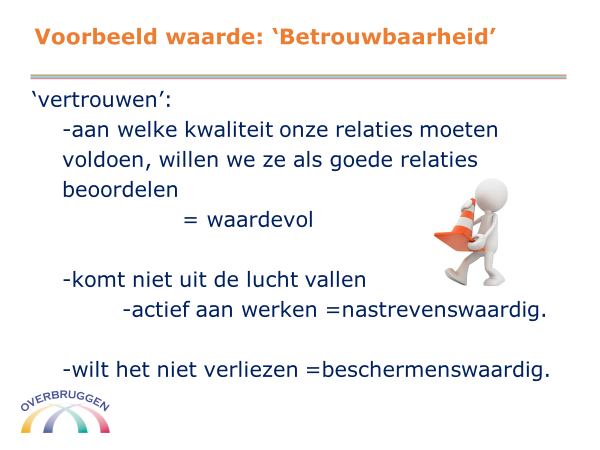 Voorbeeld waarde: ‘Betrouwbaarheid’
‘vertrouwen’:
-aan welke kwaliteit onze relaties moeten
voldoen, willen we ze als goede relaties
beoordelen
= waardevol
-komt niet uit de lucht vallen
-actief aan werken =nastrevenswaardig.
-wilt het niet verliezen =beschermenswaardig.
OVERBRUGGEN